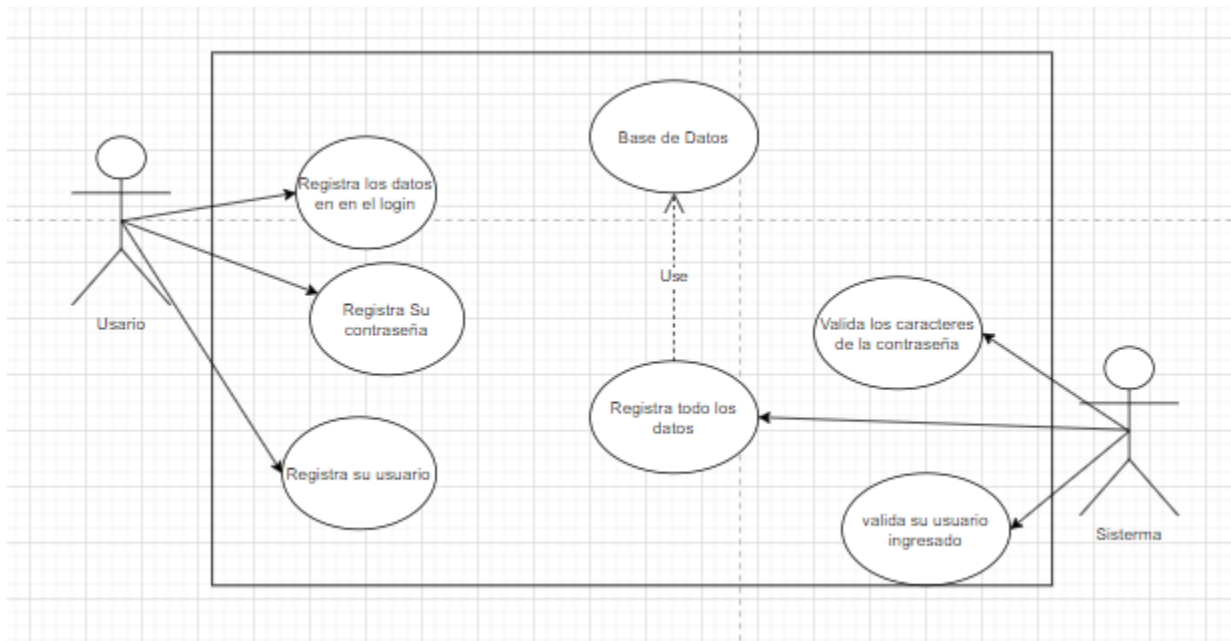 Base de Datos
Registra los datos
en en el login
Use
Registra Su
contraseña
Usario
Valida los caracteres
de la contraseña
Registra todo los
datos
Registra su usuario
valida su usuario
ingresado
Sisterma